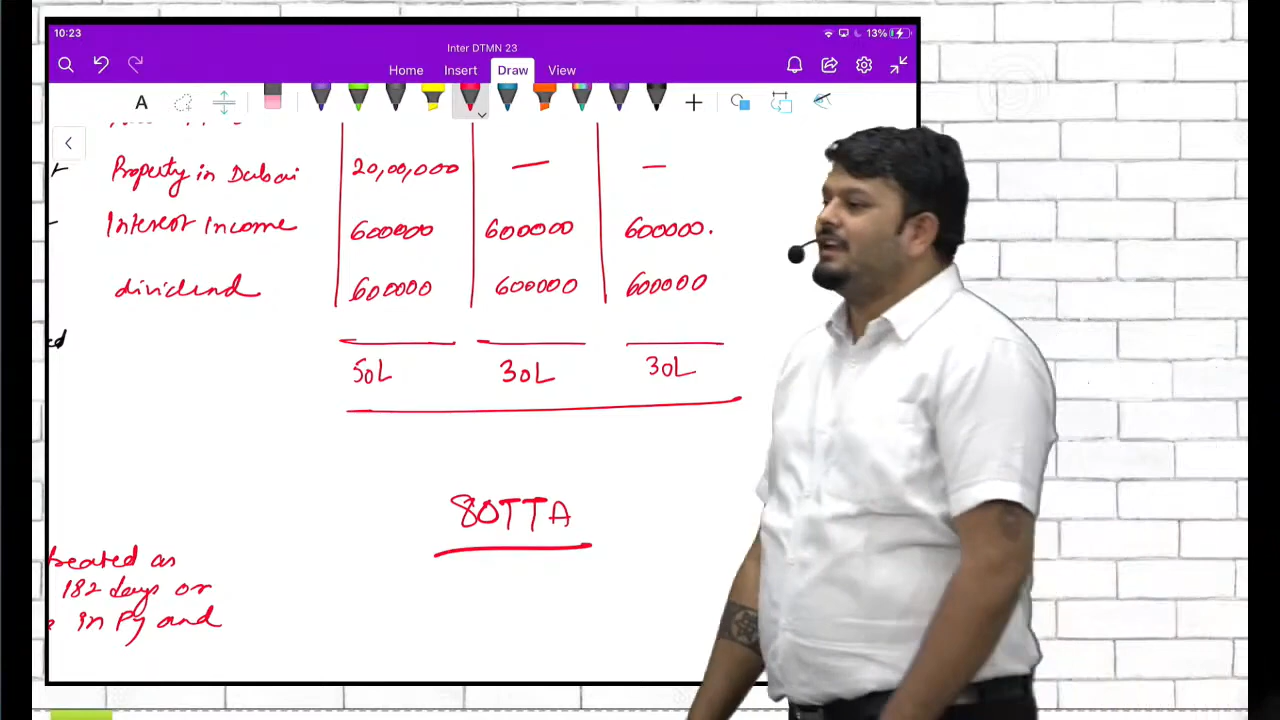 10:23
13%
Inter DTMN 23
Home Insert Draw View
A
Property in Dubai 20,00,000 — —
Interest Income 600000 600000 600000.
dividend 600000 600000 600000
50L 30L 30L
80TTA
treated as
182 days or
in Py and